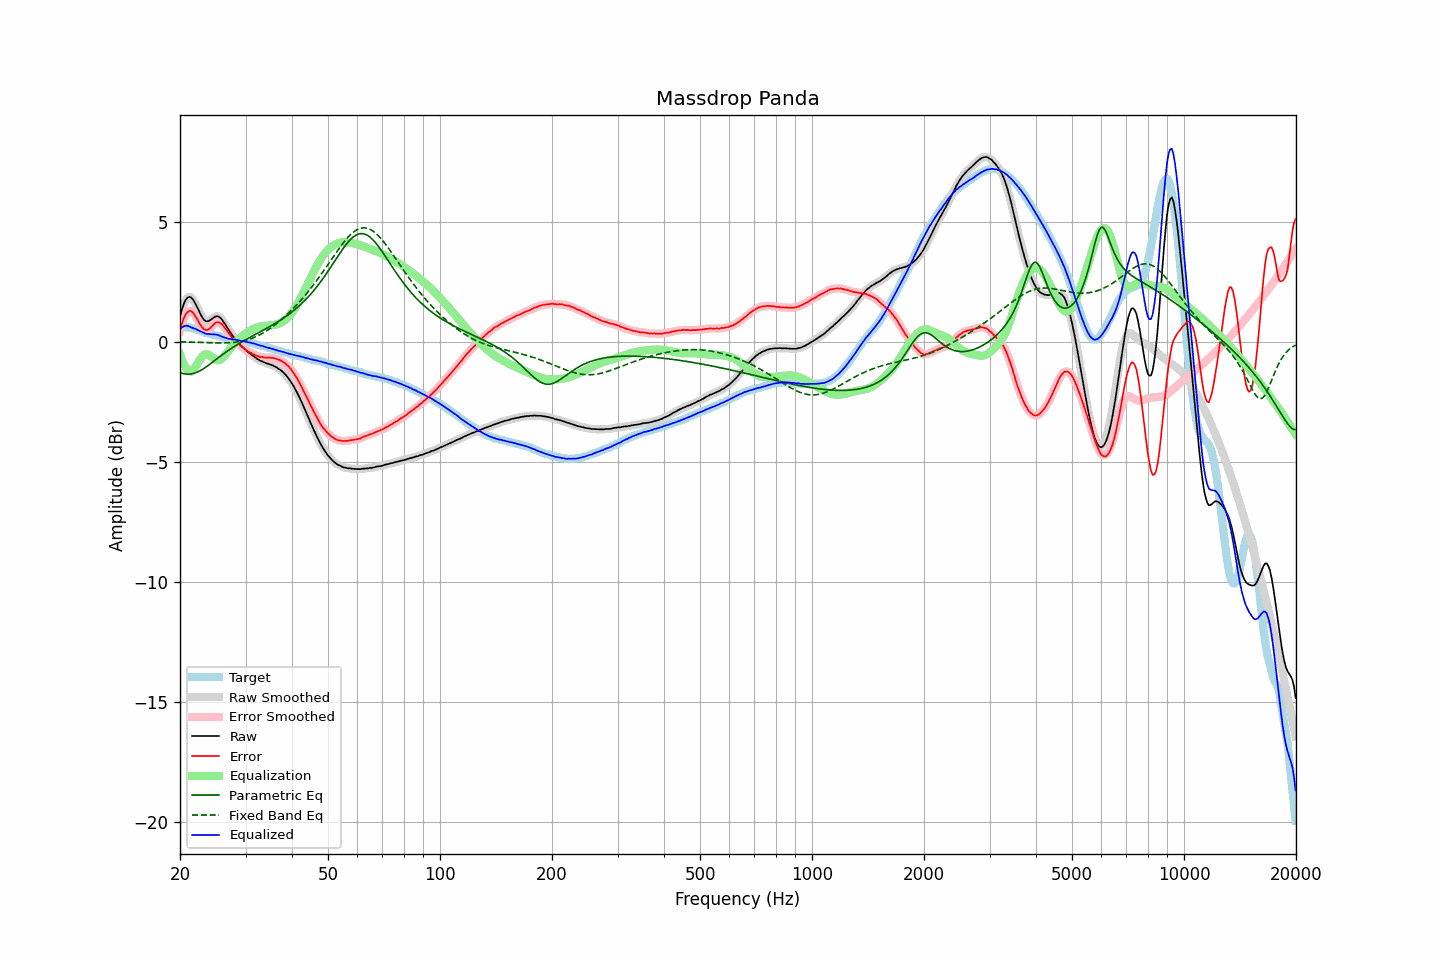 Massdrop Panda
Amplitude (dBr)
5
0
−5
−10
−15
−20
Target
Raw Smoothed
Error Smoothed
Raw
Error
Equalization
Parametric Eq
Fixed Band Eq
Equalized
20 50 100 200 500 1000 2000 5000 10000 20000
Frequency (Hz)